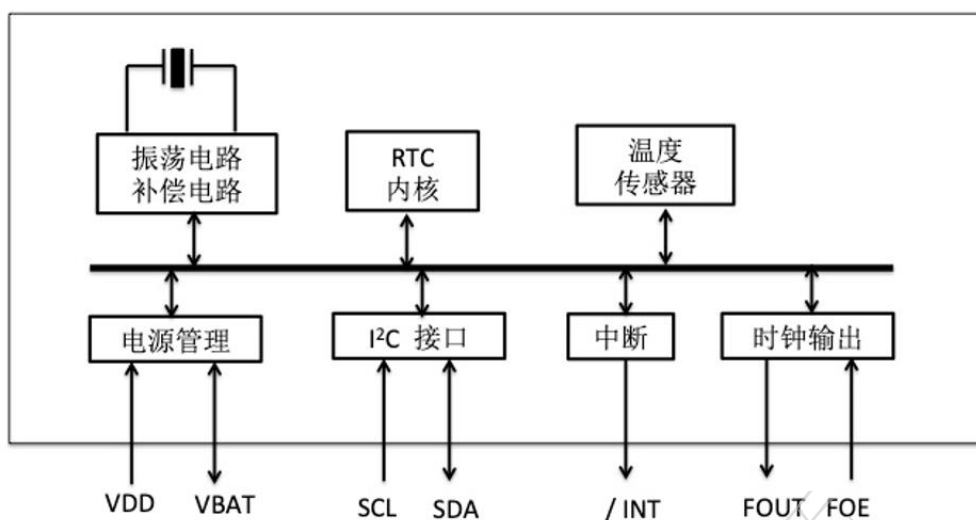 振荡电路
补偿电路
RTC
内核
温度
传感器
电源管理
I²C 接口
中断
时钟输出
VDD
VBAT
SCL
SDA
/ INT
FOUT
FOE